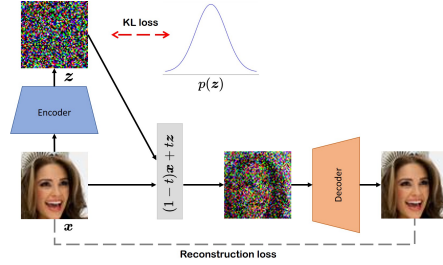 KL loss
z
p(z)
Encoder
(1 − t)x + tz
Decoder
x
Reconstruction loss